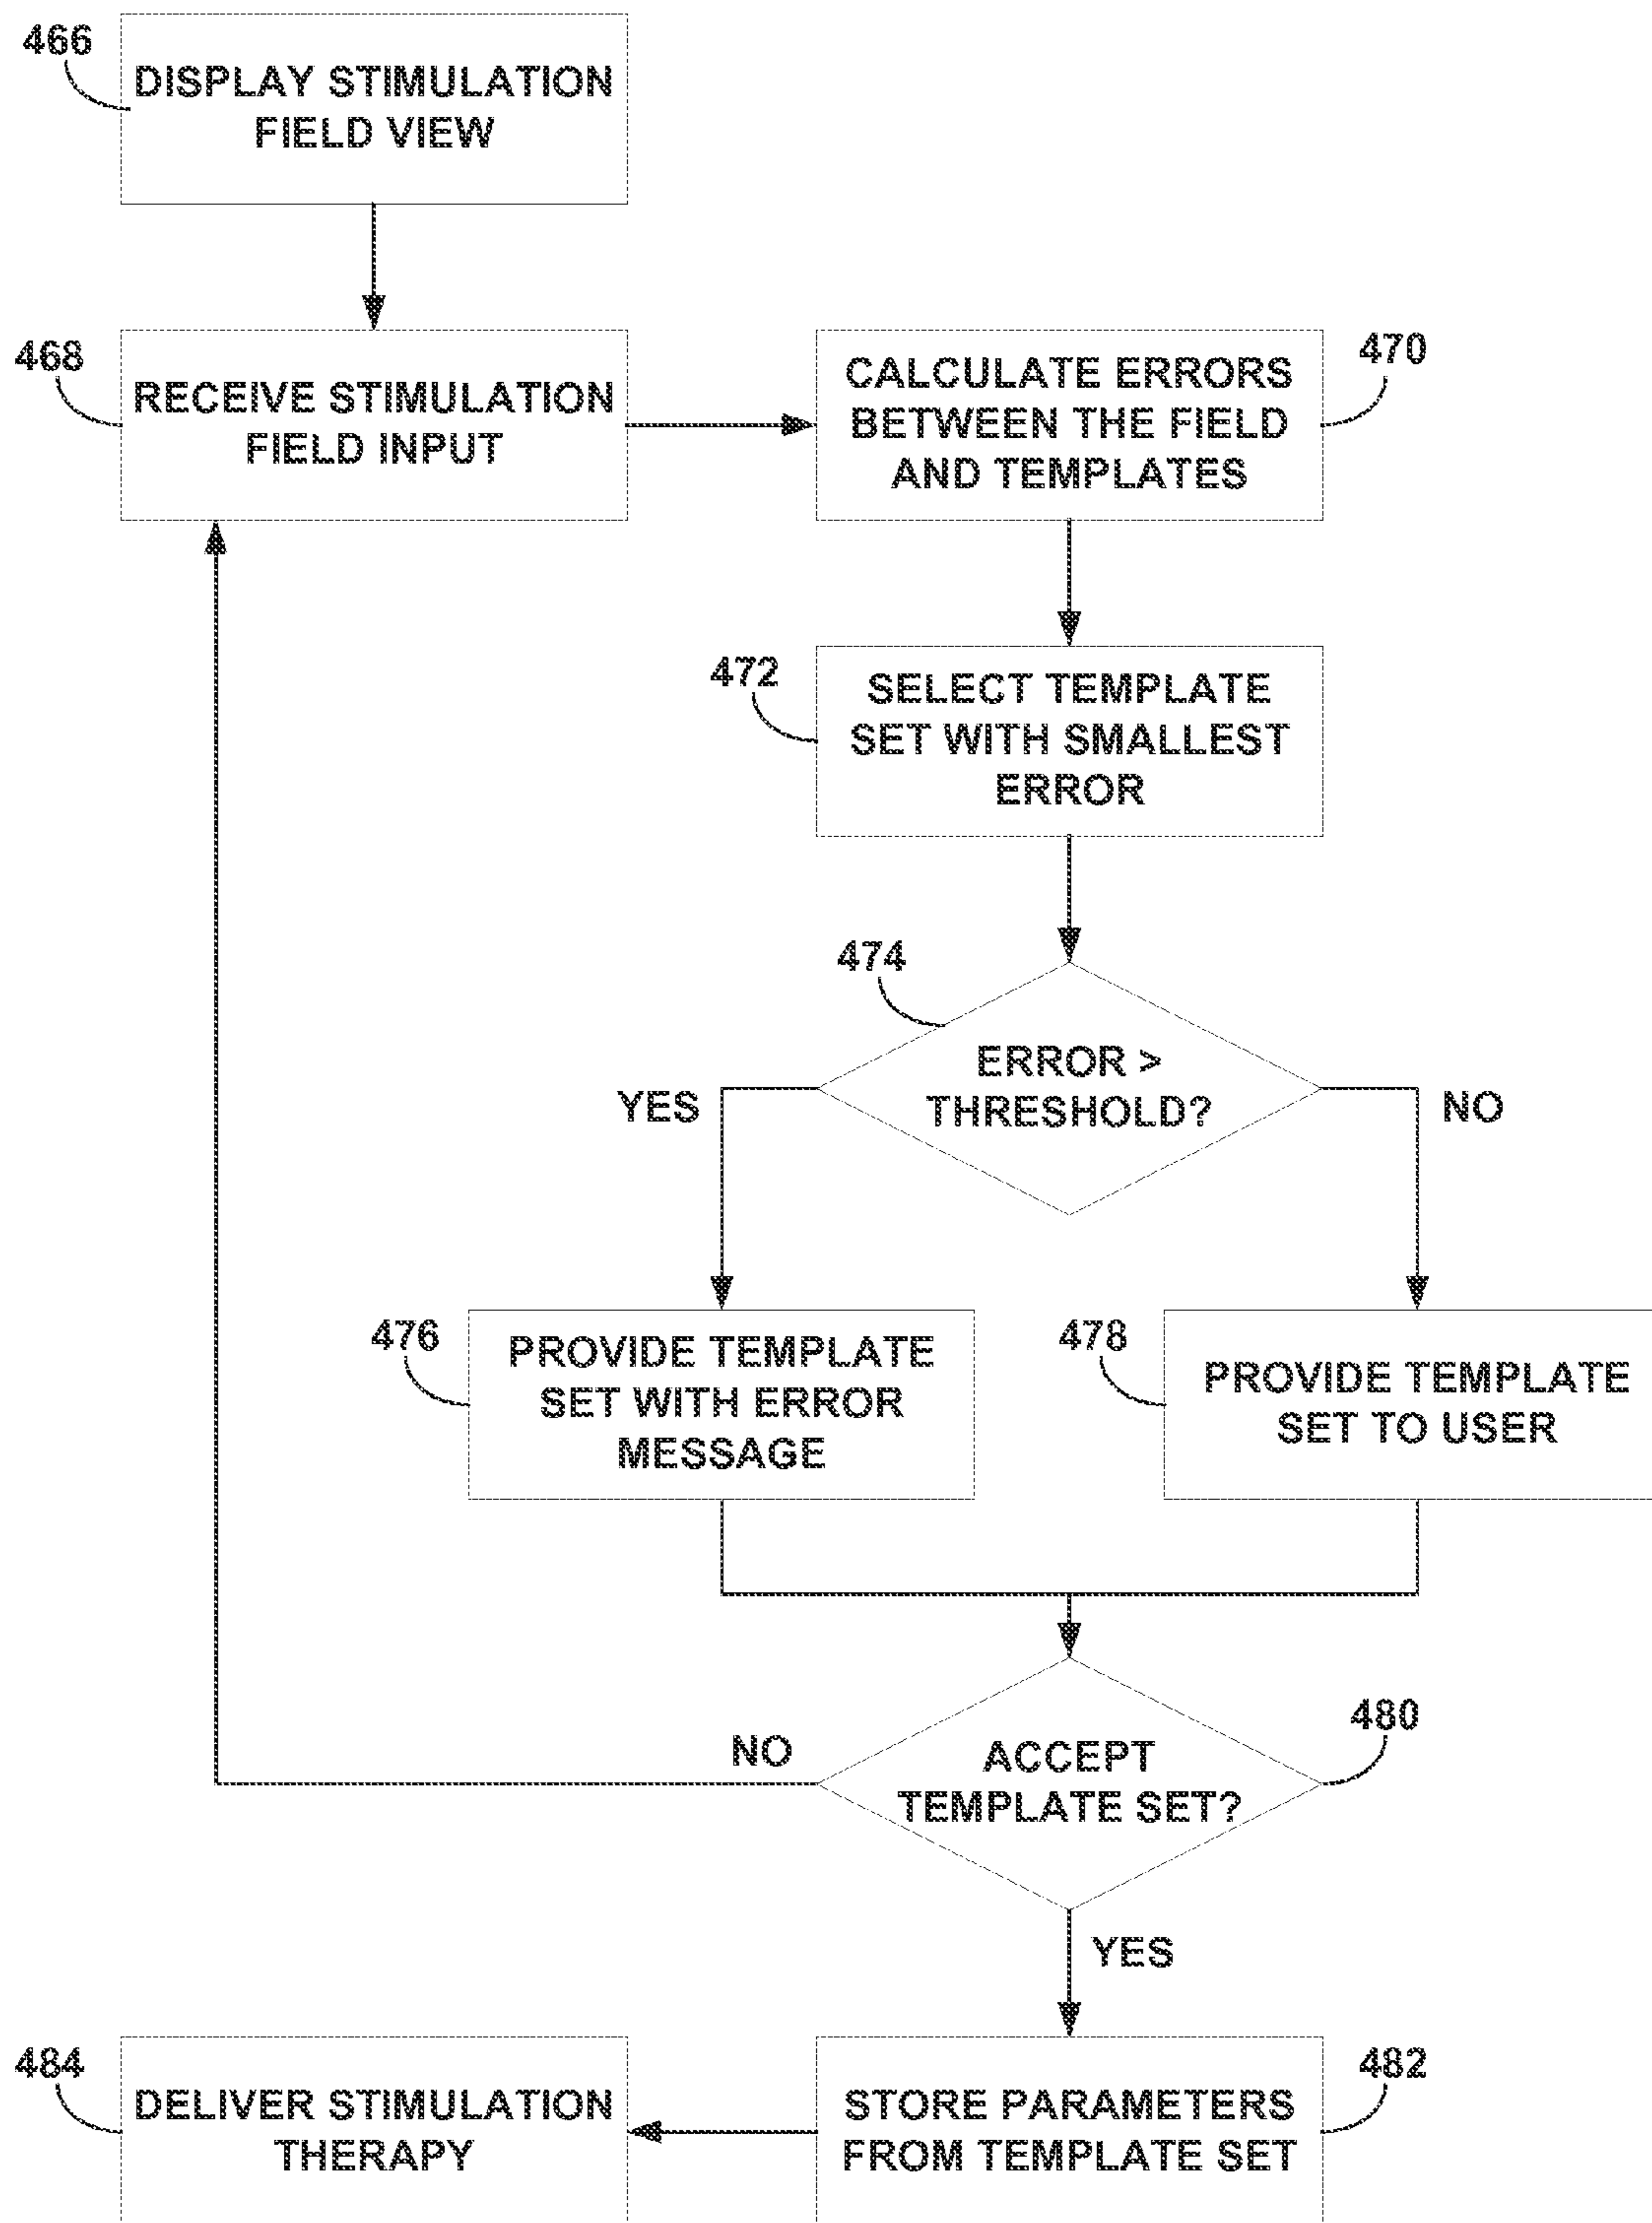 466
DISPLAY STIMULATION
FIELD VIEW
468
RECEIVE STIMULATION
FIELD INPUT
470
CALCULATE ERRORS
BETWEEN THE FIELD
AND TEMPLATES
472
SELECT TEMPLATE
SET WITH SMALLEST
ERROR
474
ERROR >
THRESHOLD?
YES
NO
476
PROVIDE TEMPLATE
SET WITH ERROR
MESSAGE
478
PROVIDE TEMPLATE
SET TO USER
480
ACCEPT
TEMPLATE SET?
NO
YES
482
STORE PARAMETERS
FROM TEMPLATE SET
484
DELIVER STIMULATION
THERAPY